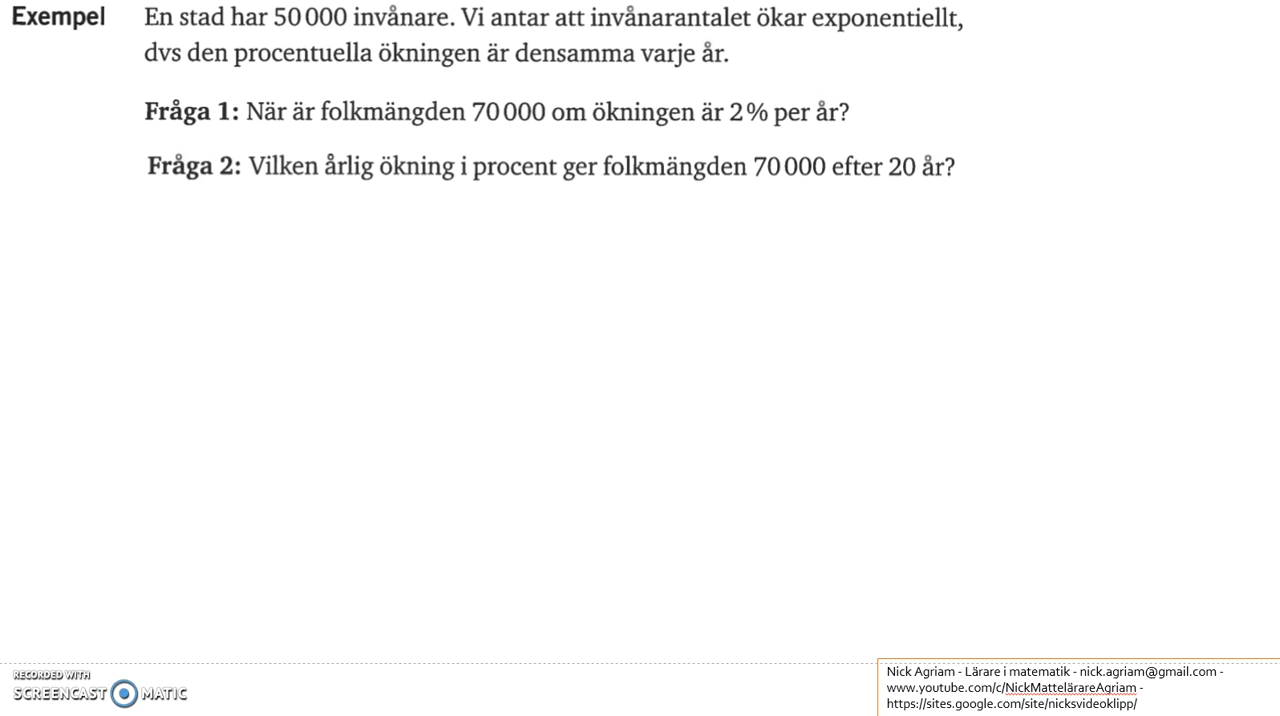 Exempel En stad har 50 000 invånare. Vi antar att invånarantalet ökar exponentiellt,
dvs den procentuella ökningen är densamma varje år.
Fråga 1: När är folkmängden 70 000 om ökningen är 2 % per år?
Fråga 2: Vilken årlig ökning i procent ger folkmängden 70 000 efter 20 år?
RECORDED WITH
SCREENCAST MATIC
Nick Agriam - Lärare i matematik - nick.agriam@gmail.com -
www.youtube.com/c/NickMattelärareAgriam -
https://sites.google.com/site/nicksvideoklipp/